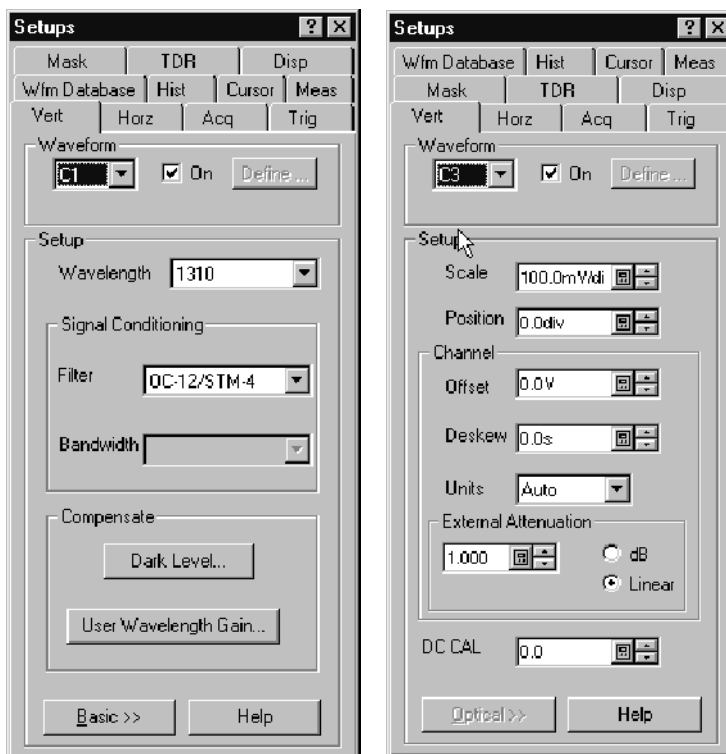 Setups
Mask TDR Disp
Wfm Database Hist Cursor Meas
Vert Horz Acq Trig
Waveform
C1 On Define ...
Setup
Wavelength 1310
Signal Conditioning
Filter OC-12/STM-4
Bandwidth
Compensate
Dark Level...
User Wavelength Gain...
Basic >> Help
Setups
Wfm Database Hist Cursor Meas
Mask TDR Disp
Vert Horz Acq Trig
Waveform
C3 On Define ...
Setup
Scale 100.0mV/di
Position 0.0div
Channel
Offset 0.0V
Deskew 0.0s
Units Auto
External Attenuation
1.000 dB
Linear
DC CAL 0.0
Optical >> Help